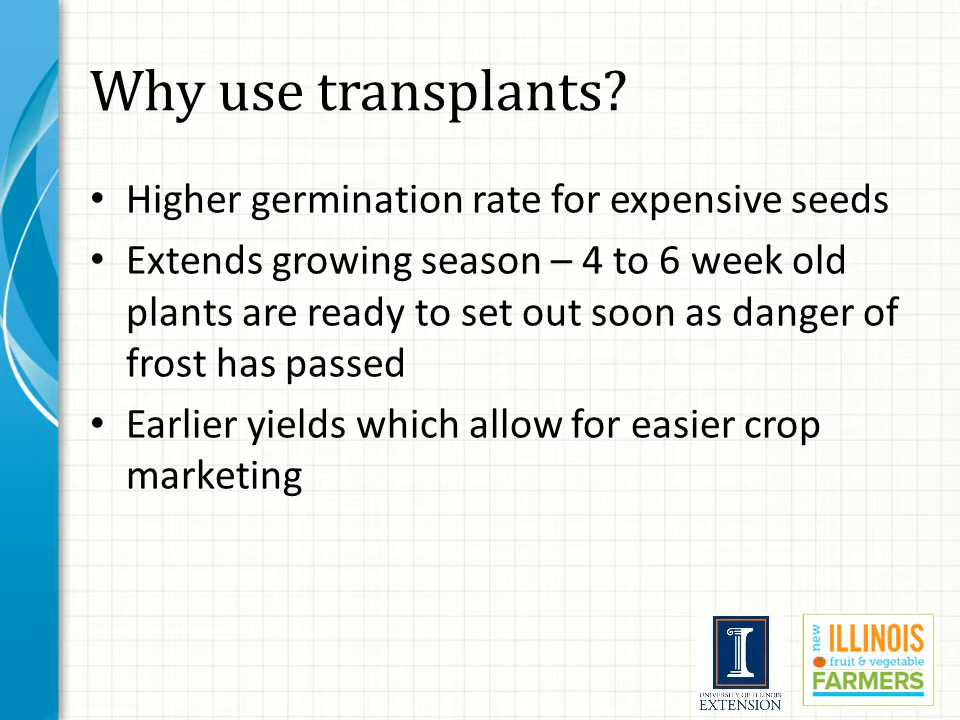 Why use transplants?
• Higher germination rate for expensive seeds
• Extends growing season – 4 to 6 week old
plants are ready to set out soon as danger of
frost has passed
• Earlier yields which allow for easier crop
marketing
I
UNIVERSITY OF ILLINOIS
EXTENSION
new
ILLINOIS
fruit & vegetable
FARMERS